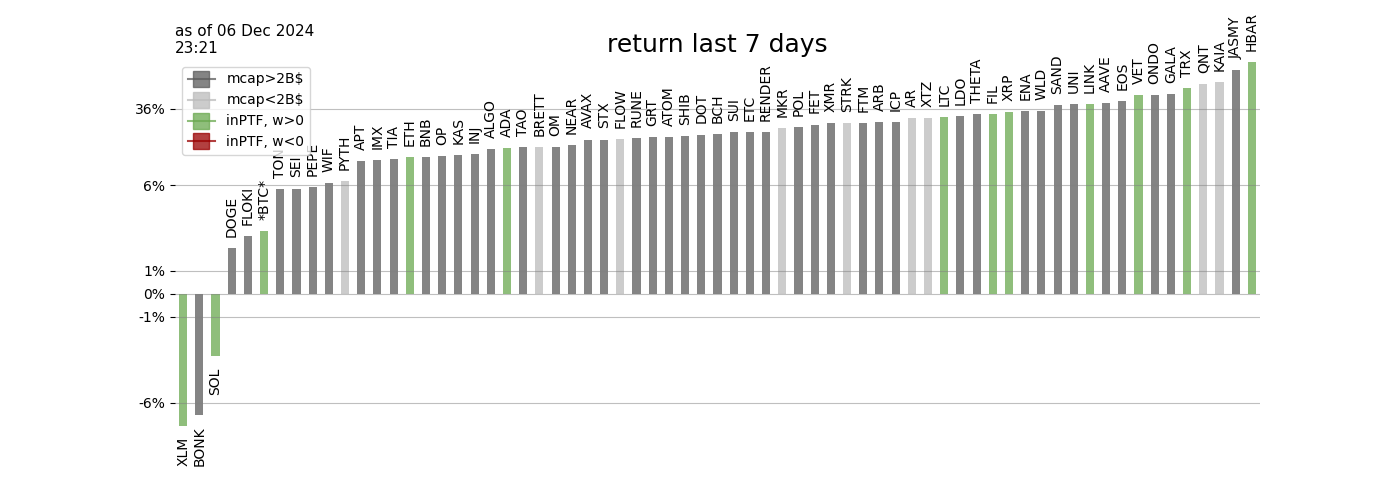 as of 06 Dec 2024
23:21
return last 7 days
mcap>2B$
mcap<2B$
inPTF, w>0
inPTF, w<0
36%
6%
1%
0%
-1%
-6%
XLM
BONK
SOL
DOGE
FLOKI
*BTC*
TON
SEI
PEPE
WIF
PYTH
APT
IMX
TIA
ETH
BNB
OP
KAS
INJ
ALGO
ADA
TAO
BRETT
OM
NEAR
AVAX
STX
FLOW
RUNE
GRT
ATOM
SHIB
DOT
BCH
SUI
ETC
RENDER
MKR
POL
FET
XMR
STRK
FTM
ARB
ICP
AR
XTZ
LTC
LDO
THETA
FIL
XRP
ENA
WLD
SAND
UNI
LINK
AAVE
EOS
VET
ONDO
GALA
TRX
QNT
KAIA
JASMY
HBAR